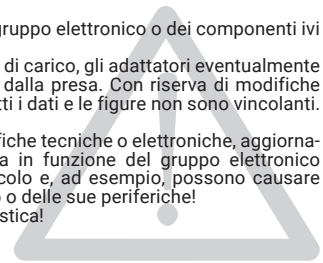 gruppo elettronico o dei componenti ivi
di carico, gli adattatori eventualmente
dalla presa. Con riserva di modifiche
tti i dati e le figure non sono vincolanti.
fiche tecniche o elettroniche, aggiorna-
a in funzione del gruppo elettronico
colo e, ad esempio, possono causare
o o delle sue periferiche!
stica!